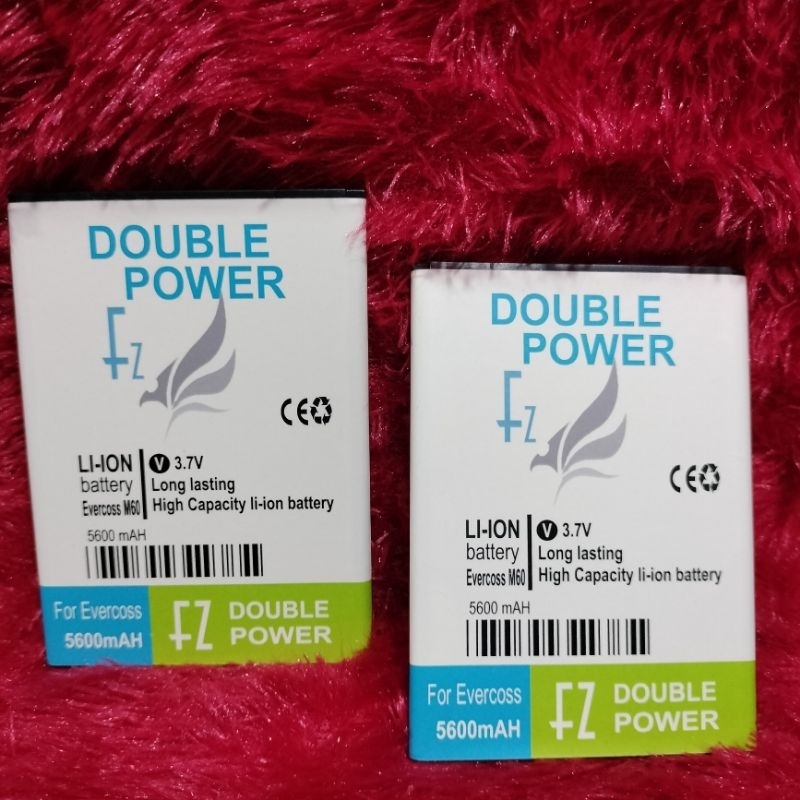 DOUBLE
POWER
FZ
CE
LI-ION
battery
Evercoss M60
V 3.7V
Long lasting
High Capacity li-ion battery
5600 mAH
For Evercoss
5600mAH
FZ
DOUBLE
POWER
DOUBLE
POWER
FZ
CE
LI-ION
battery
Evercoss M60
V 3.7V
Long lasting
High Capacity li-ion battery
5600 mAH
For Evercoss
5600mAH
FZ
DOUBLE
POWER